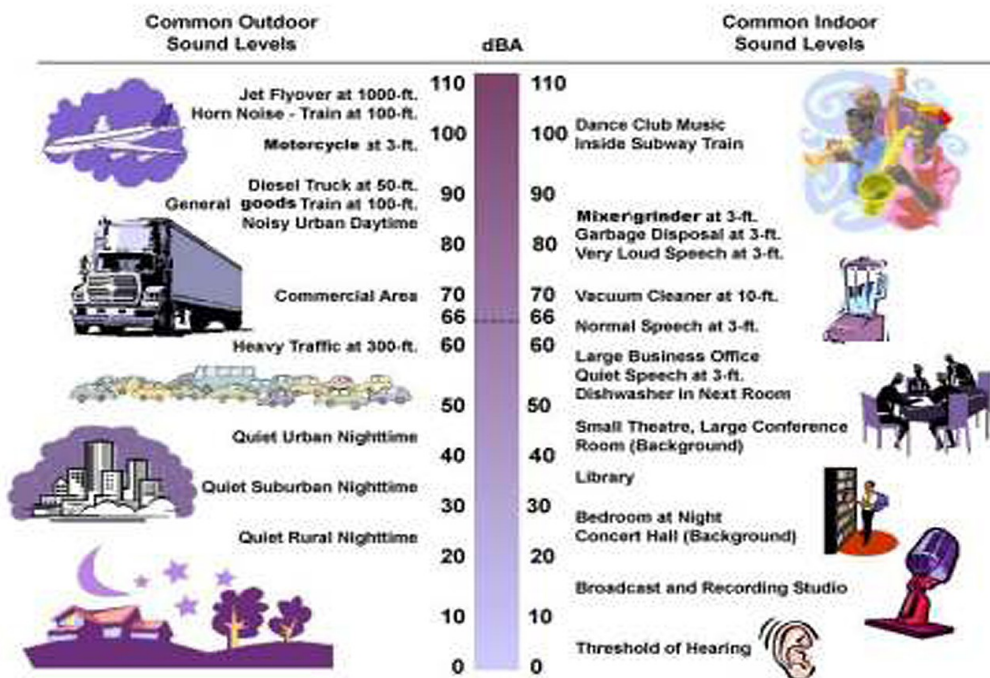 Common Outdoor
Sound Levels
dBA
Common Indoor
Sound Levels
110 110
Jet Flyover at 1000-ft.
Horn Noise - Train at 100-ft.
100 100
Dance Club Music
Motorcycle at 3-ft.
Inside Subway Train
Diesel Truck at 50-ft.
90 90
General goods Train at 100-ft.
Mixer\grinder at 3-ft.
Noisy Urban Daytime
Garbage Disposal at 3-ft.
80 80
Very Loud Speech at 3-ft.
Commercial Area
70 70
Vacuum Cleaner at 10-ft.
66 66
Normal Speech at 3-ft.
Heavy Traffic at 300-ft.
60 60
Large Business Office
Quiet Speech at 3-ft.
Dishwasher in Next Room
50 50
Small Theatre, Large Conference
Room (Background)
Quiet Urban Nighttime
40 40
Library
Quiet Suburban Nighttime
30 30
Bedroom at Night
Concert Hall (Background)
Quiet Rural Nighttime
20 20
Broadcast and Recording Studio
10 10
Threshold of Hearing
0 0